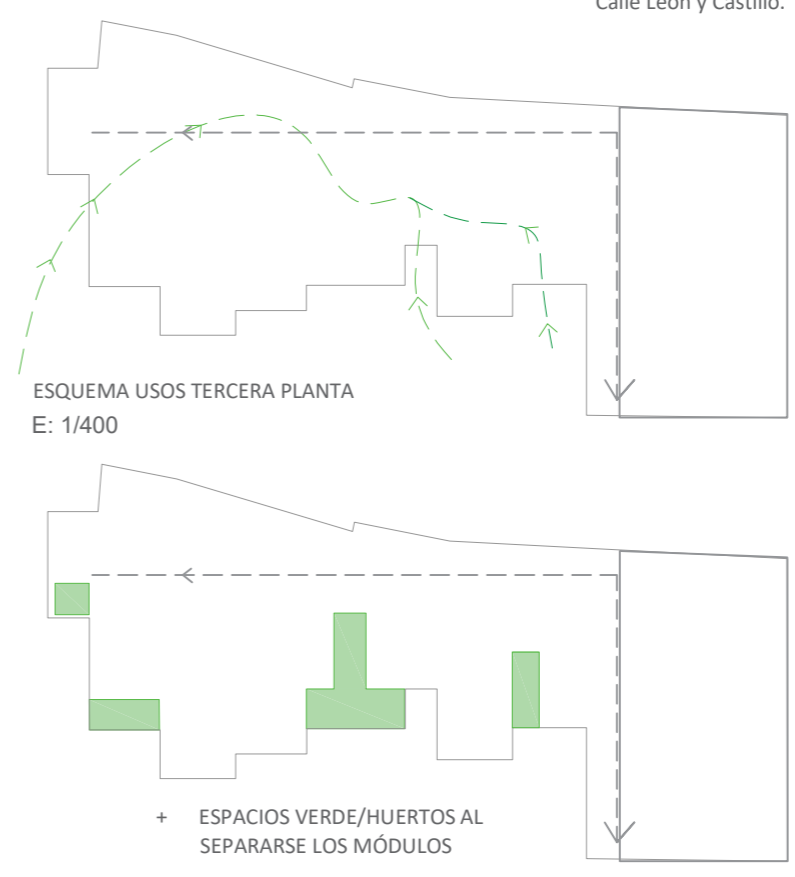 Calle León y Castillo.
ESQUEMA USOS TERCERA PLANTA
E: 1/400
+ ESPACIOS VERDE/HUERTOS AL
SEPARARSE LOS MÓDULOS